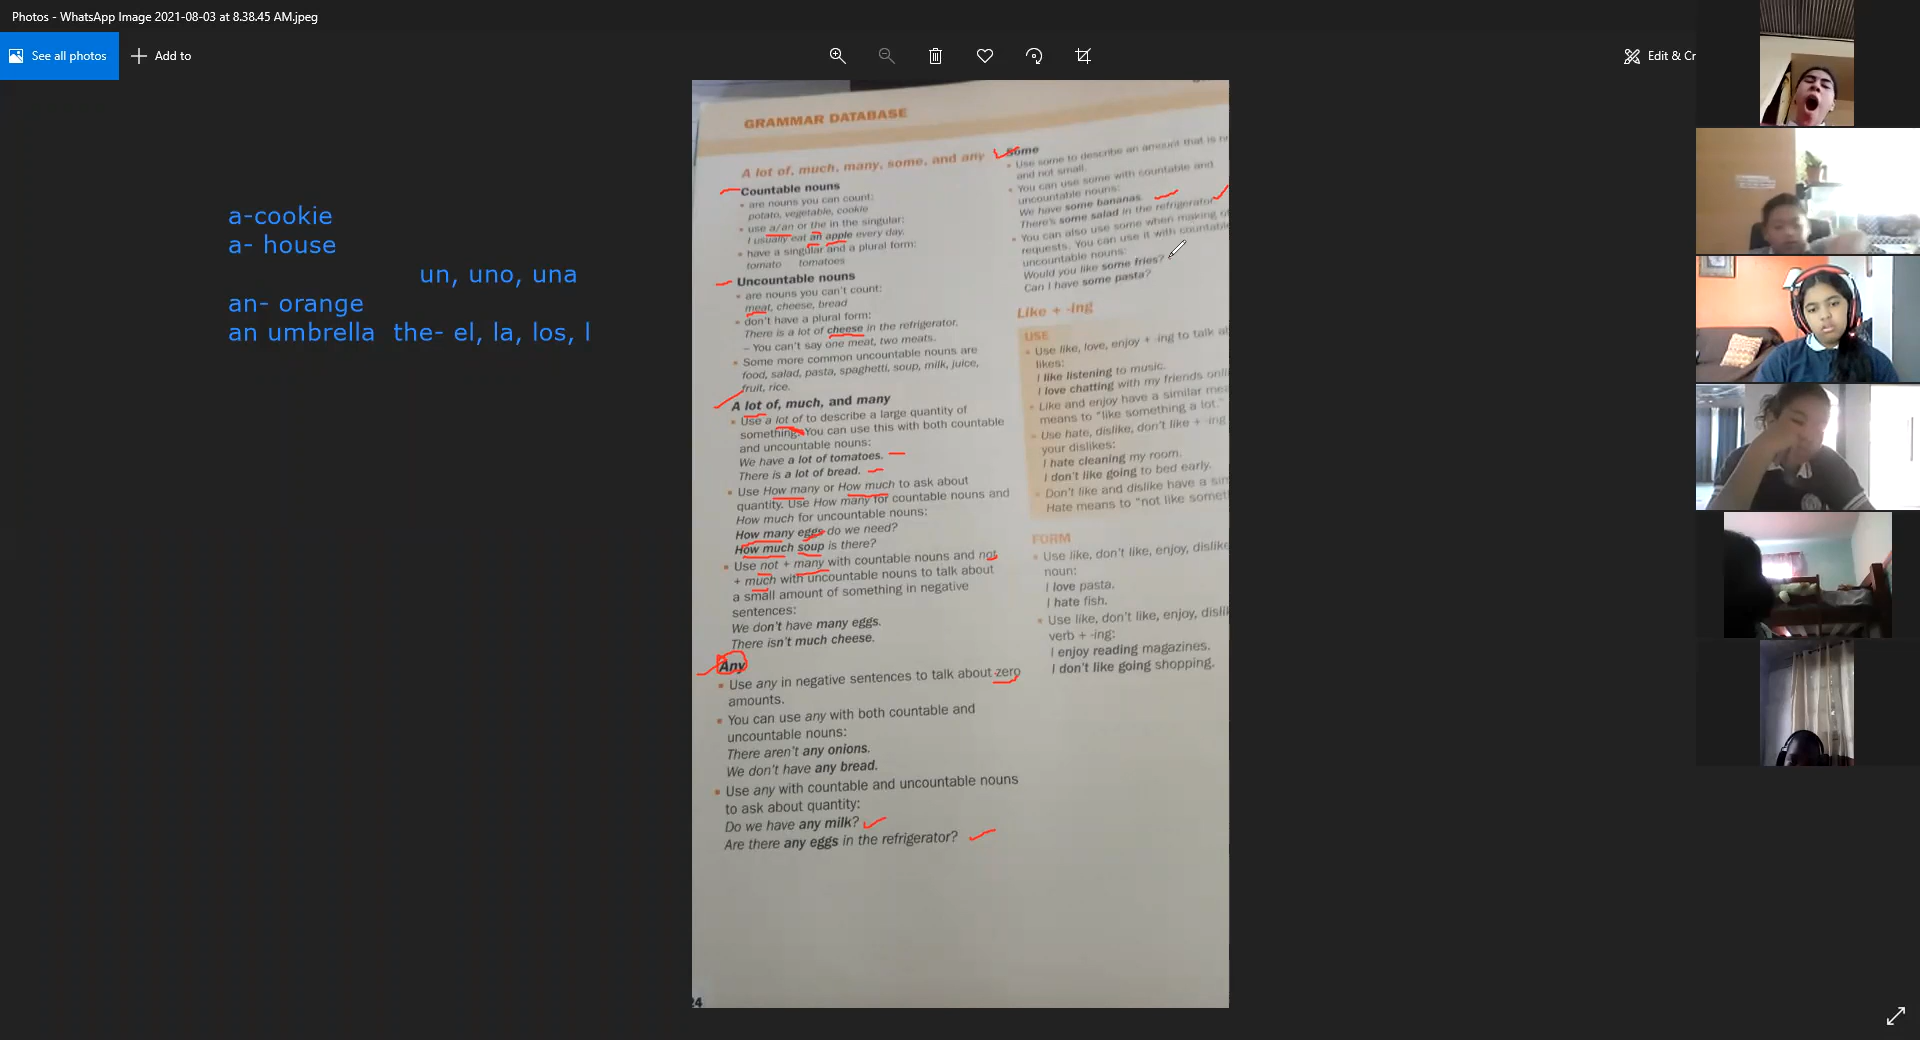 Photos - WhatsApp Image 2021-08-03 at 8.38.45 AM.jpeg
See all photos
Add to
Edit & Cr
a-cookie
a- house
un, uno, una
an- orange
an umbrella the- el, la, los, l
GRAMMAR DATABASE
A lot of, much, many, some, and any
Countable nouns
are nouns you can count:
potato, vegetable, cookie
use a/an or the in the singular:
I usually eat an apple every day.
have a singular and a plural form:
tomato tomatoes
Uncountable nouns
are nouns you can't count:
meat, cheese, bread
don't have a plural form:
There is a lot of cheese in the refrigerator.
– You can't say one meat, two meats.
Some more common uncountable nouns are
food, salad, pasta, spaghetti, soup, milk, juice,
fruit, rice.
A lot of, much, and many
Use a lot of to describe a large quantity of
something. You can use this with both countable
and uncountable nouns:
We have a lot of tomatoes.
There is a lot of bread.
Use How many or How much to ask about
quantity. Use How many for countable nouns and
How much for uncountable nouns:
How many eggs do we need?
How much soup is there?
Use not + many with countable nouns and not
+ much with uncountable nouns to talk about
a small amount of something in negative
sentences:
We don't have many eggs.
There isn't much cheese.
Any
Use any in negative sentences to talk about zero
amounts.
You can use any with both countable and
uncountable nouns:
There aren't any onions.
We don't have any bread.
Use any with countable and uncountable nouns
to ask about quantity:
Do we have any milk?
Are there any eggs in the refrigerator?
24
Some
Use some to describe an amount that is
and not small.
You can use some with countable and
uncountable nouns:
We have some bananas.
There's some salad in the refrigerator.
You can also use some when making
requests. You can use it with countable
uncountable nouns:
Would you like some fries?
Can I have some pasta?
Like + -ing
USE
Use like, love, enjoy + -ing to talk
likes:
I like listening to music.
I love chatting with my friends
Like and enjoy have a similar
means to "like something a lot."
Use hate, dislike, don't like + -ing
your dislikes:
I hate cleaning my room.
I don't like going to bed early.
Don't like and dislike have a
Hate means to "not like
FORM
Use like, don't like, enjoy, dislike
noun:
I love pasta.
I hate fish.
Use like, don't like, enjoy,
verb + -ing:
I enjoy reading magazines.
I don't like going shopping.